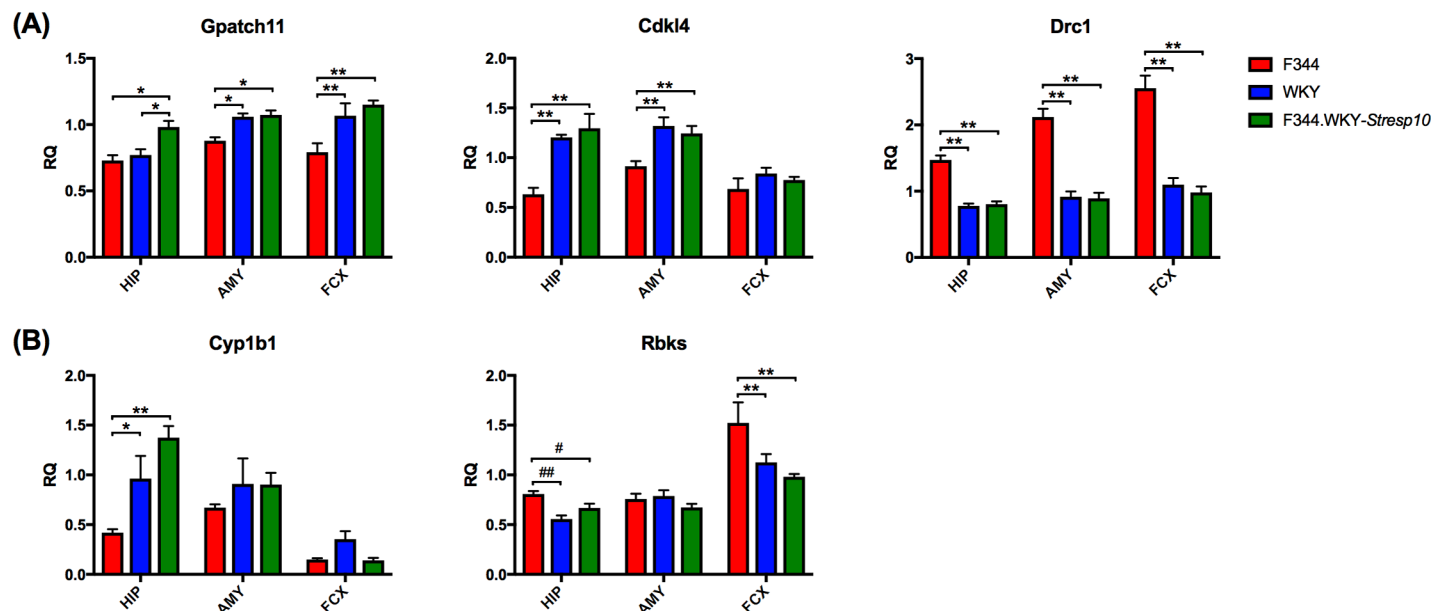 (A)
Gpatch11
RQ
1.5
1.0
0.5
0.0
*
*
*
*
**
**
HIP
AMY
FCX
Cdkl4
RQ
2.0
1.5
1.0
0.5
0.0
**
**
**
**
HIP
AMY
FCX
Drc1
RQ
3
2
1
0
**
**
**
**
**
**
HIP
AMY
FCX
F344
WKY
F344.WKY-Stresp10
(B)
Cyp1b1
RQ
2.0
1.5
1.0
0.5
0.0
**
*
HIP
AMY
FCX
Rbks
RQ
2.0
1.5
1.0
0.5
0.0
#
##
**
**
HIP
AMY
FCX